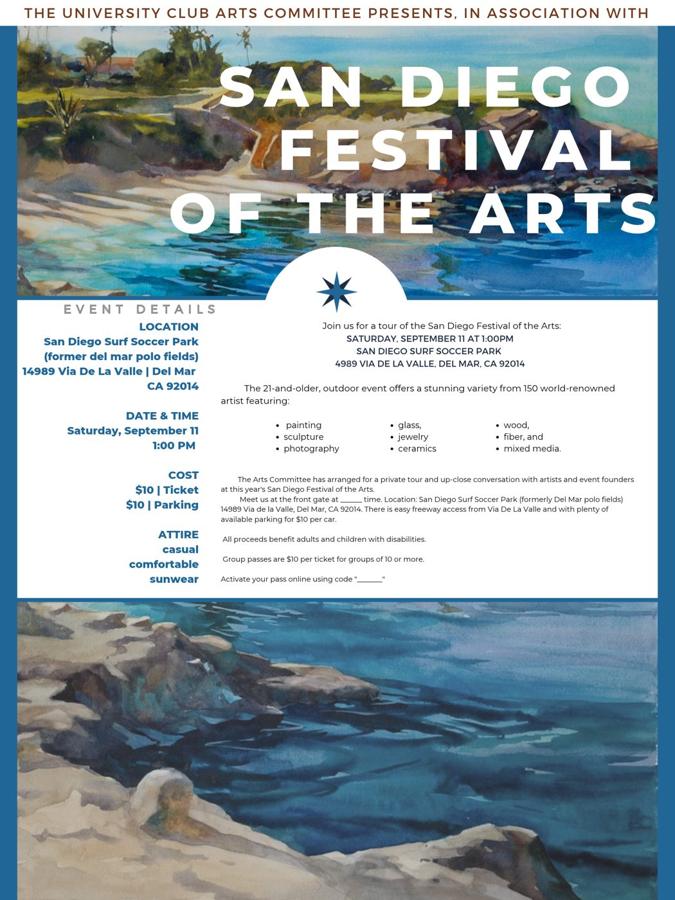 THE UNIVERSITY CLUB ARTS COMMITTEE PRESENTS, IN ASSOCIATION WITH
SAN DIEGO
FESTIVAL
OF THE ARTS
EVENT DETAILS
LOCATION
San Diego Surf Soccer Park
(former del mar polo fields)
14989 Via De La Valle | Del Mar
CA 92014
DATE & TIME
Saturday, September 11
1:00 PM
COST
$10 | Ticket
$10 | Parking
ATTIRE
casual
comfortable
sunwear
Join us for a tour of the San Diego Festival of the Arts:
SATURDAY, SEPTEMBER 11 AT 1:00PM
SAN DIEGO SURF SOCCER PARK
4989 VIA DE LA VALLE, DEL MAR, CA 92014
The 21-and-older, outdoor event offers a stunning variety from 150 world-renowned
artist featuring:
• painting
• sculpture
• photography
• glass,
• jewelry
• ceramics
• wood,
• fiber, and
• mixed media.
The Arts Committee has arranged for a private tour and up-close conversation with artists and event founders
at this year's San Diego Festival of the Arts.
Meet us at the front gate at ______ time. Location: San Diego Surf Soccer Park (formerly Del Mar polo fields)
14989 Via de la Valle, Del Mar, CA 92014. There is easy freeway access from Via De La Valle and with plenty of
available parking for $10 per car.
All proceeds benefit adults and children with disabilities.
Group passes are $10 per ticket for groups of 10 or more.
Activate your pass online using code "_______"